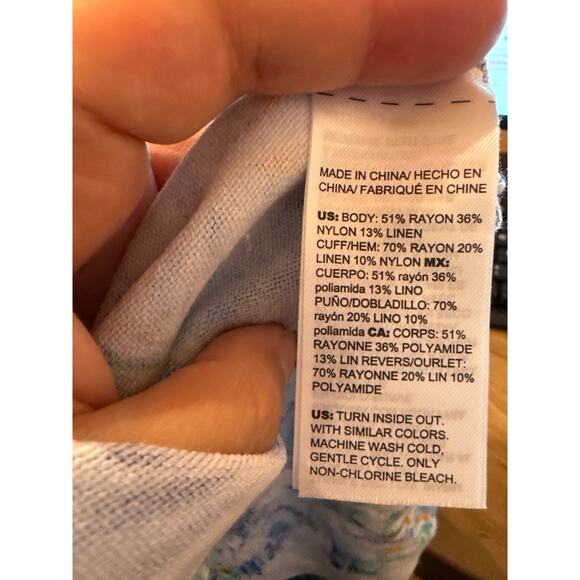 MADE IN CHINA/ HECHO EN
CHINA/ FABRIQUÉ EN CHINE
US: BODY: 51% RAYON 36%
NYLON 13% LINEN
CUFF/HEM: 70% RAYON 20%
LINEN 10% NYLON MX:
CUERPO: 51% rayón 36%
poliamida 13% LINO
PUÑO/DOBLADILLO: 70%
rayón 20% LINO 10%
poliamida CA: CORPS: 51%
RAYONNE 36% POLYAMIDE
13% LIN REVERS/OURLET:
70% RAYONNE 20% LIN 10%
POLYAMIDE
US: TURN INSIDE OUT.
WITH SIMILAR COLORS.
MACHINE WASH COLD,
GENTLE CYCLE. ONLY
NON-CHLORINE BLEACH.